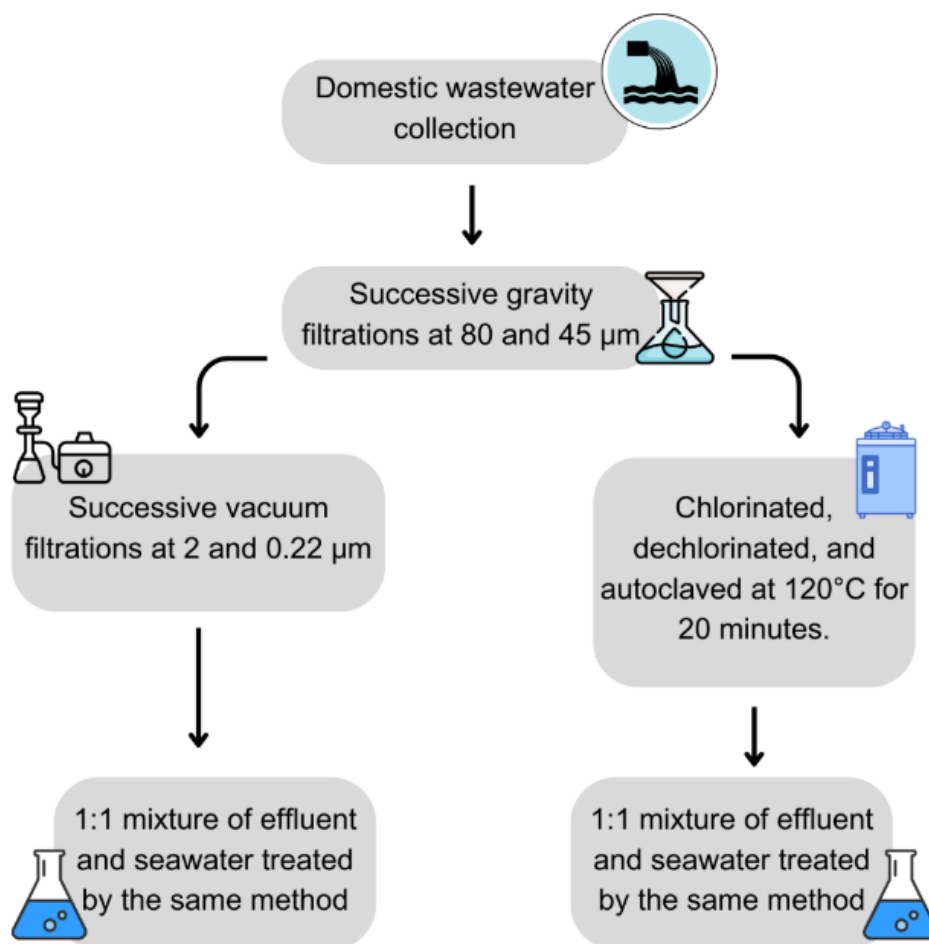 Domestic wastewater
collection
Successive gravity
filtrations at 80 and 45 μm
Successive vacuum
filtrations at 2 and 0.22 μm
Chlorinated,
dechlorinated, and
autoclaved at 120°C for
20 minutes.
1:1 mixture of effluent
and seawater treated
by the same method
1:1 mixture of effluent
and seawater treated
by the same method